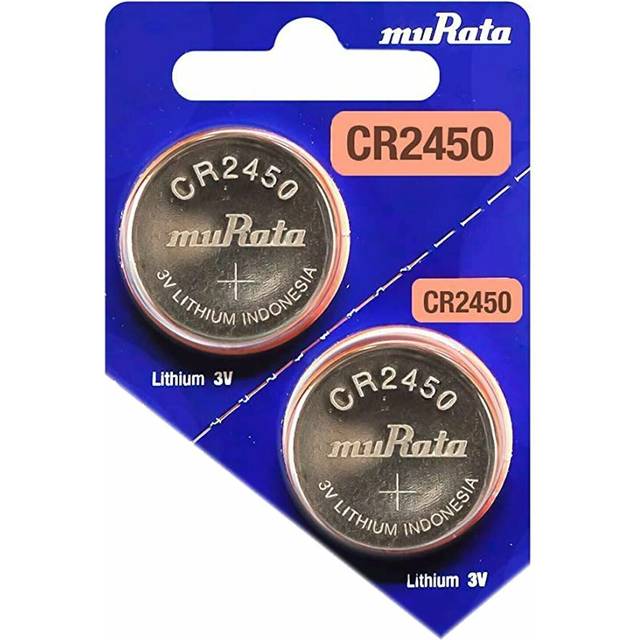 muRata
CR2450
CR2450
muRata
+
3V LITHIUM INDONESIA
Lithium 3V
CR2450
CR2450
muRata
+
3V LITHIUM INDONESIA
Lithium 3V